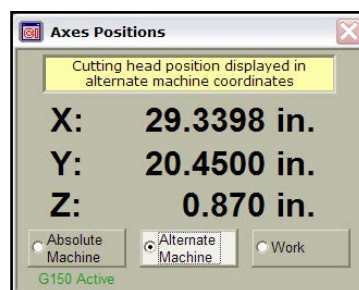 Axes Positions
Cutting head position displayed in
alternate machine coordinates
X: 29.3398 in.
Y: 20.4500 in.
Z: 0.870 in.
Absolute Machine
Alternate Machine
Work
G150 Active